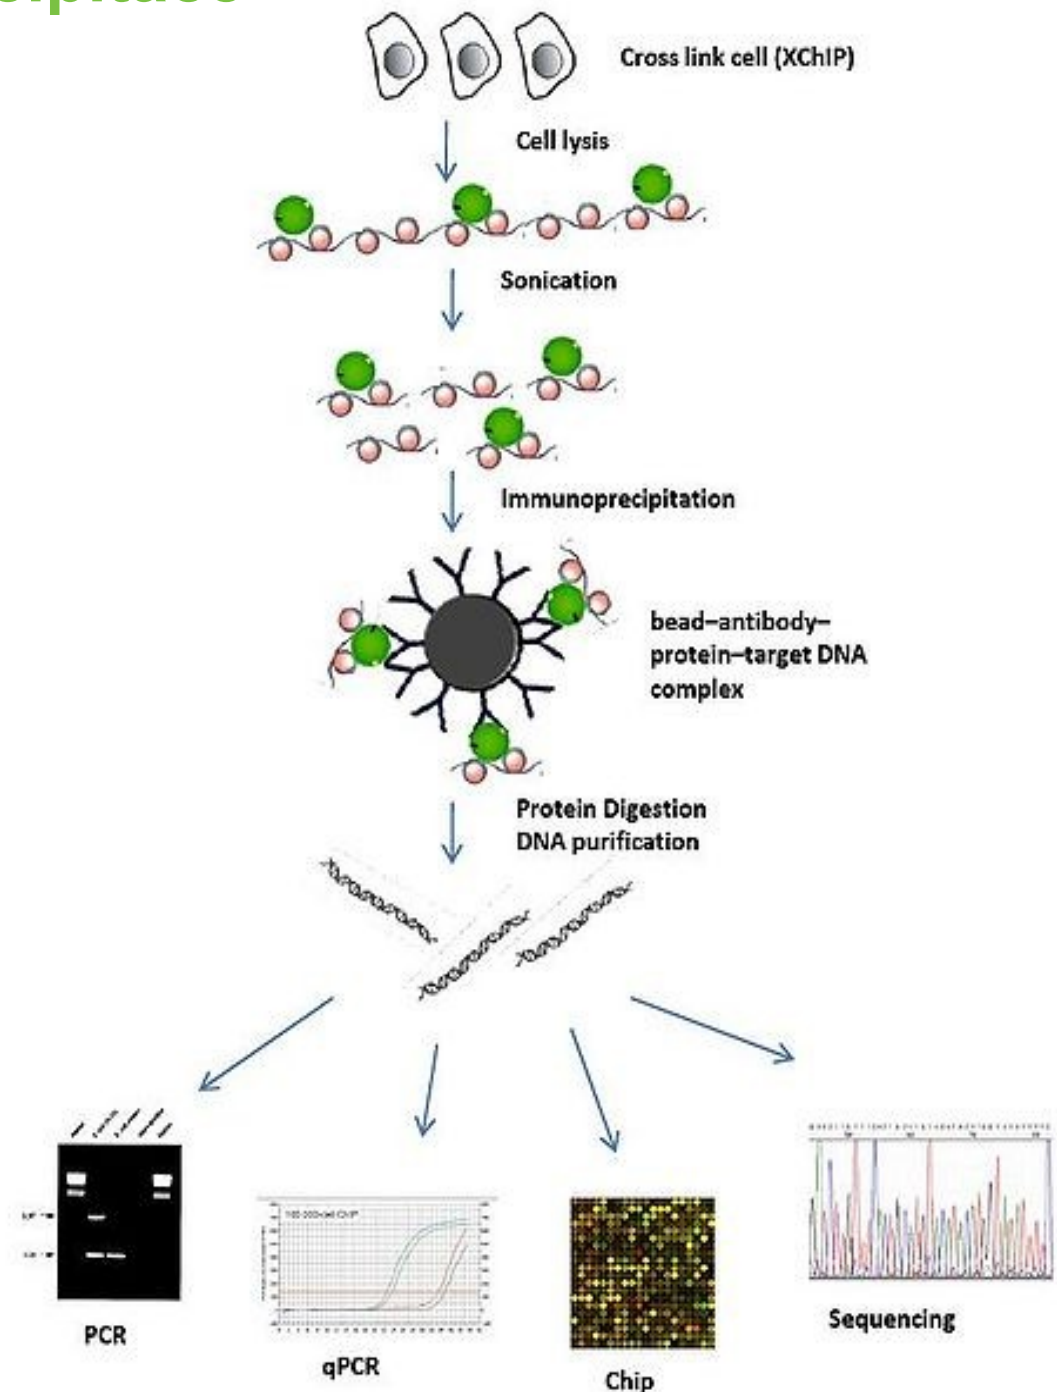 Cross link cell (XChIP)
Cell lysis
Sonication
Immunoprecipitation
bead–antibody–
protein–target DNA
complex
Protein Digestion
DNA purification
PCR
qPCR
Chip
Sequencing